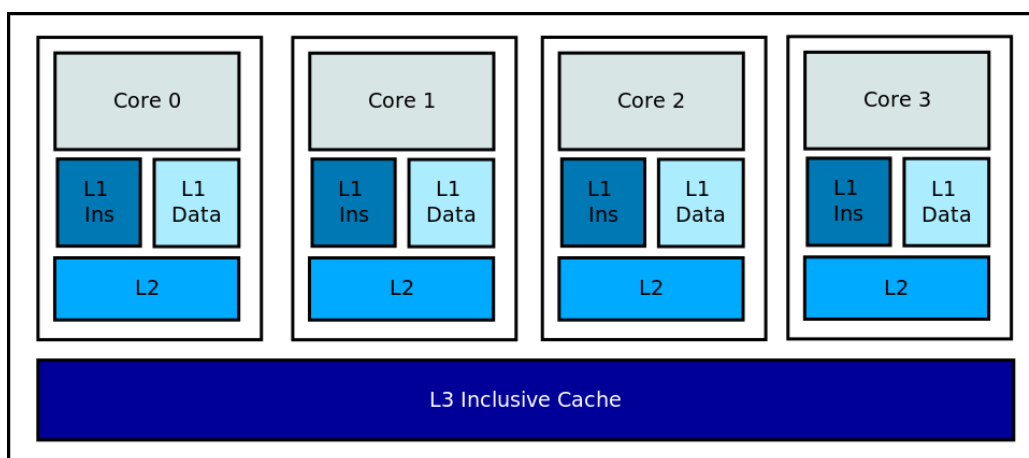 Core 0
Core 1
Core 2
Core 3
L1
Ins
L1
Data
L1
Ins
L1
Data
L1
Ins
L1
Data
L1
Ins
L1
Data
L2
L2
L2
L2
L3 Inclusive Cache